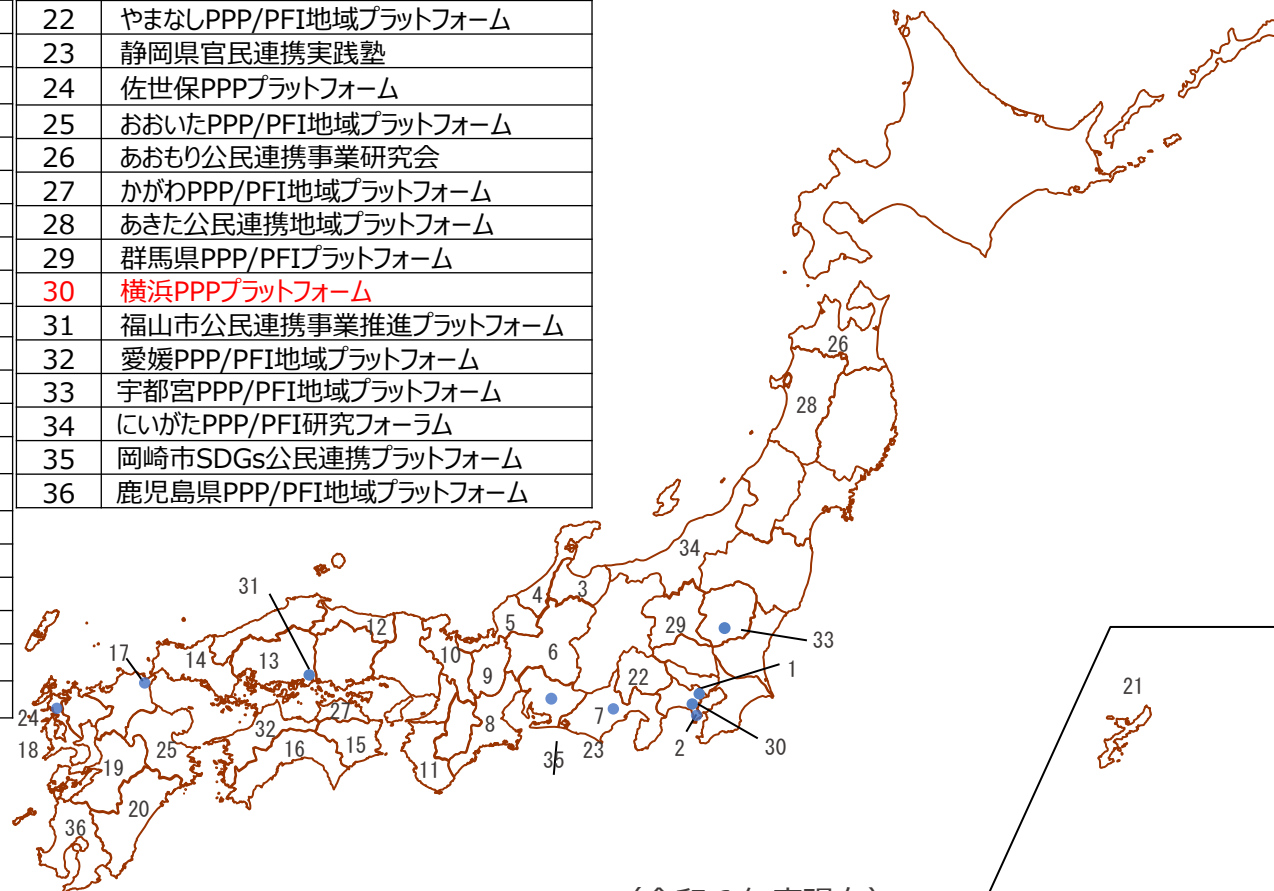 22 やまなしPPP/PFI地域プラットフォーム
23 静岡県官民連携実践塾
24 佐世保PPPプラットフォーム
25 おおいたPPP/PFI地域プラットフォーム
26 あおもり公民連携事業研究会
27 かがわPPP/PFI地域プラットフォーム
28 あきた公民連携地域プラットフォーム
29 群馬県PPP/PFIプラットフォーム
30 横浜PPPプラットフォーム
31 福山市公民連携事業推進プラットフォーム
32 愛媛PPP/PFI地域プラットフォーム
33 宇都宮PPP/PFI地域プラットフォーム
34 にいがたPPP/PFI研究フォーラム
35 岡崎市SDGs公民連携プラットフォーム
36 鹿児島県PPP/PFI地域プラットフォーム
26
28
34
31
3
4
5
12
29
33
10
6
17
14
13
9
1
22
21
24
27
7
8
32
2
30
18
25
16
15
23
35
19
11
20
36